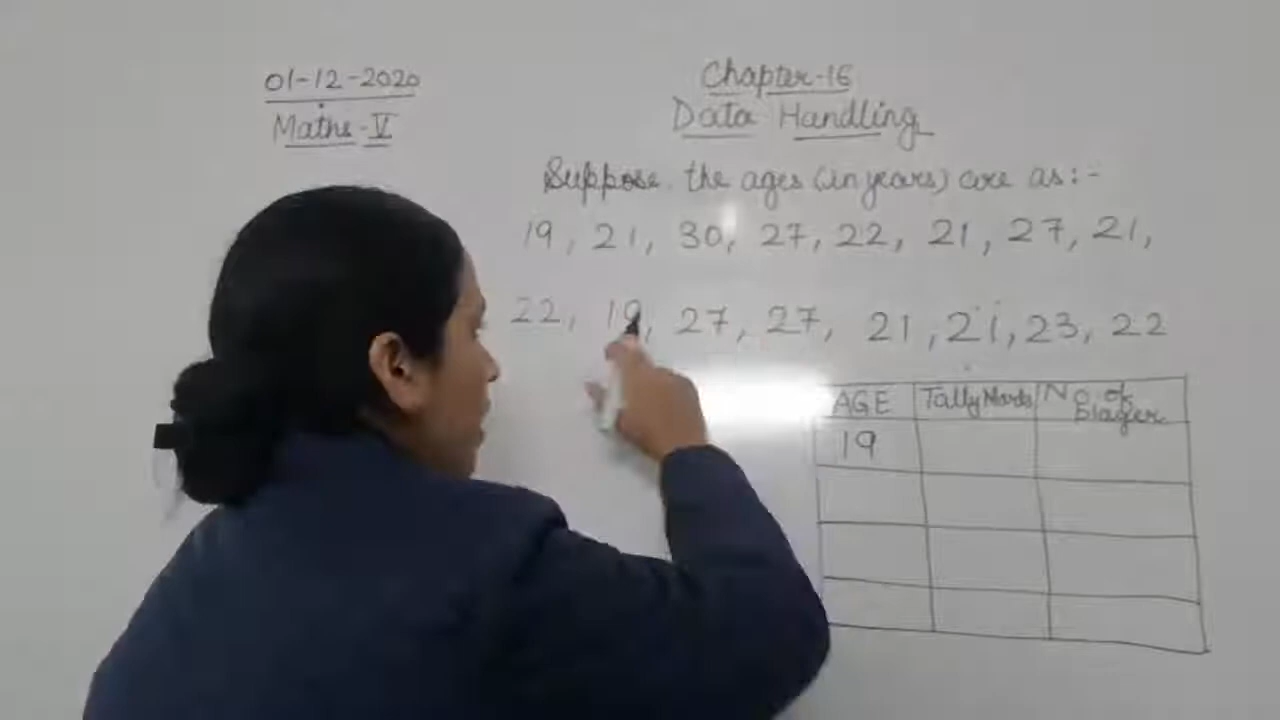 01-12-2020
Maths-V
Chapter-16
Data Handling
Suppose the ages (in years) are as:-
19, 21, 30, 27, 22, 21, 27, 21,
22, 19, 27, 27, 21, 21, 23, 22
AGE Tally Marks No. of Player
19